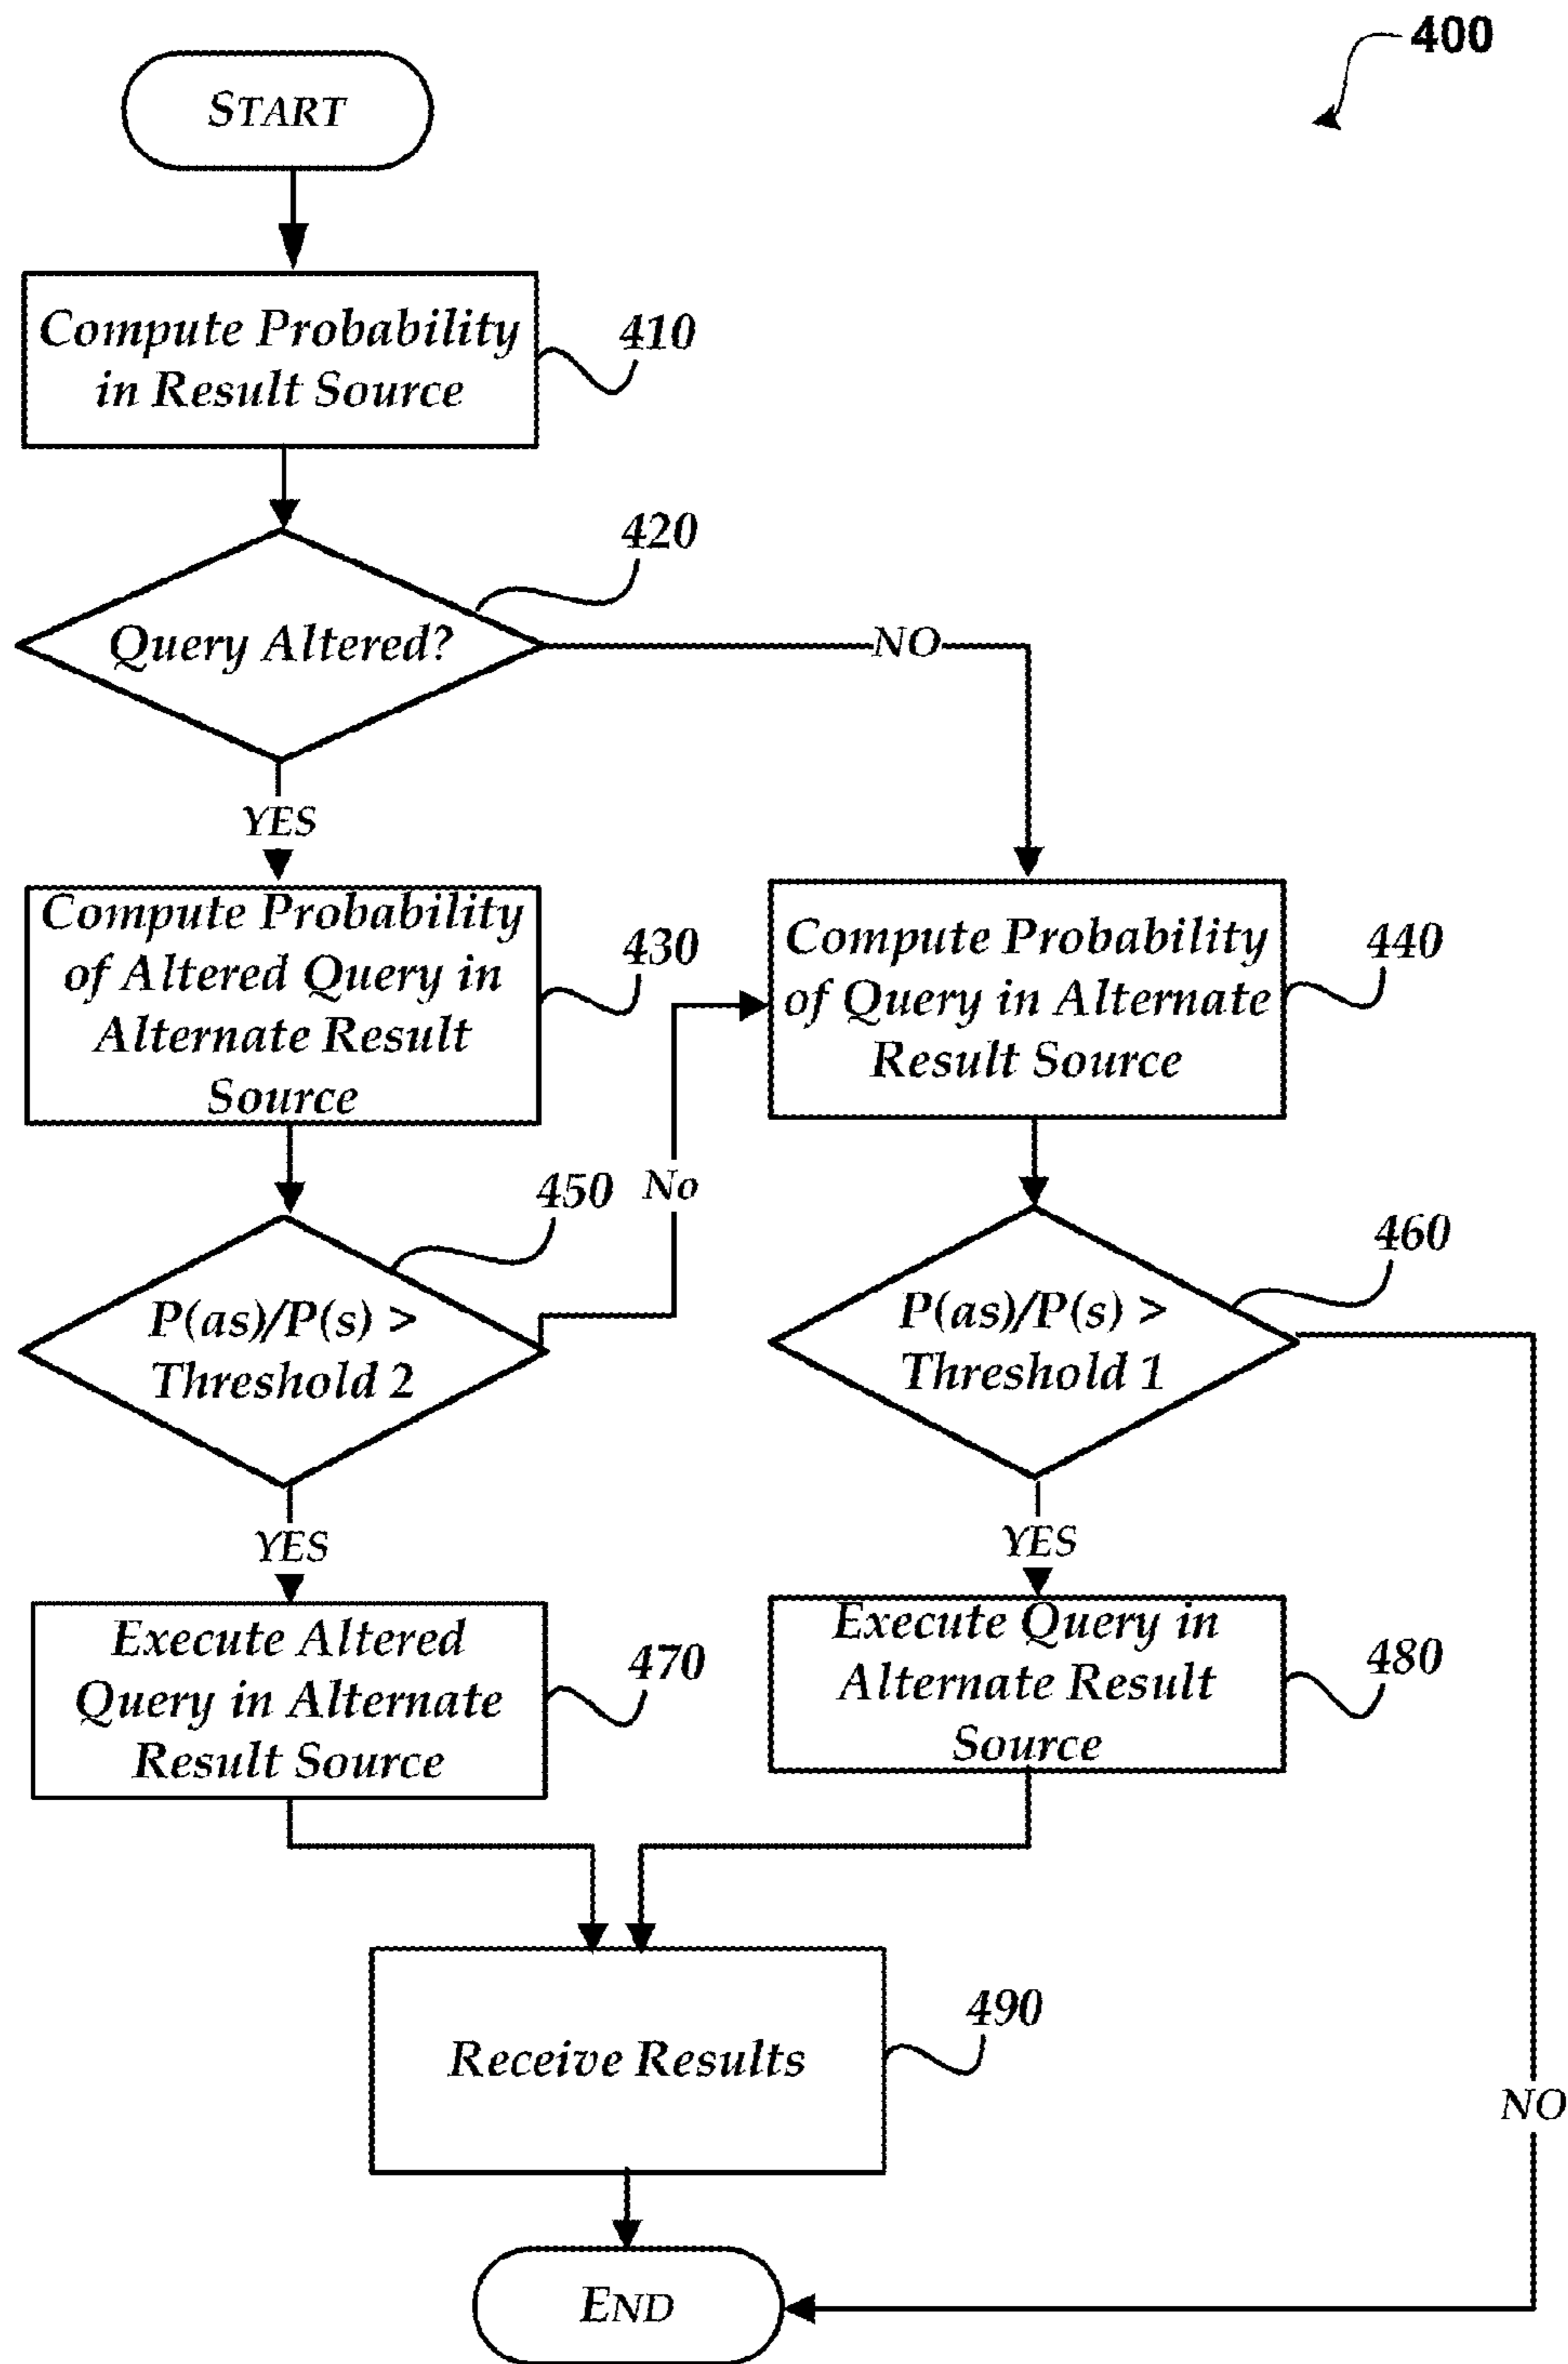 400
START
Compute Probability
in Result Source
410
420
Query Altered?
NO
YES
Compute Probability
of Altered Query in
Alternate Result
Source
430
Compute Probability
of Query in Alternate
Result Source
440
450
No
P(as)/P(s) >
Threshold 2
460
P(as)/P(s) >
Threshold 1
YES
YES
Execute Altered
Query in Alternate
Result Source
470
Execute Query in
Alternate Result
Source
480
Receive Results
490
NO
END